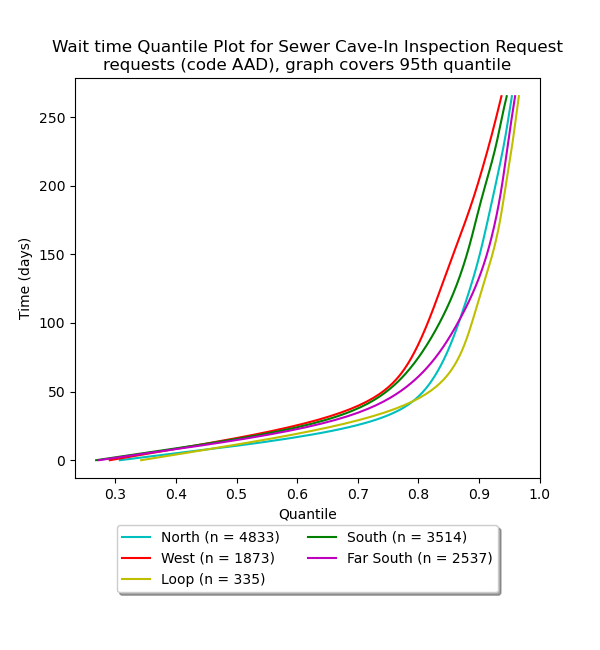 Wait time Quantile Plot for Sewer Cave-In Inspection Request
requests (code AAD), graph covers 95th quantile
250
200
150
100
50
0
Time (days)
0.3 0.4 0.5 0.6 0.7 0.8 0.9 1.0
Quantile
North (n = 4833) South (n = 3514)
West (n = 1873) Far South (n = 2537)
Loop (n = 335)